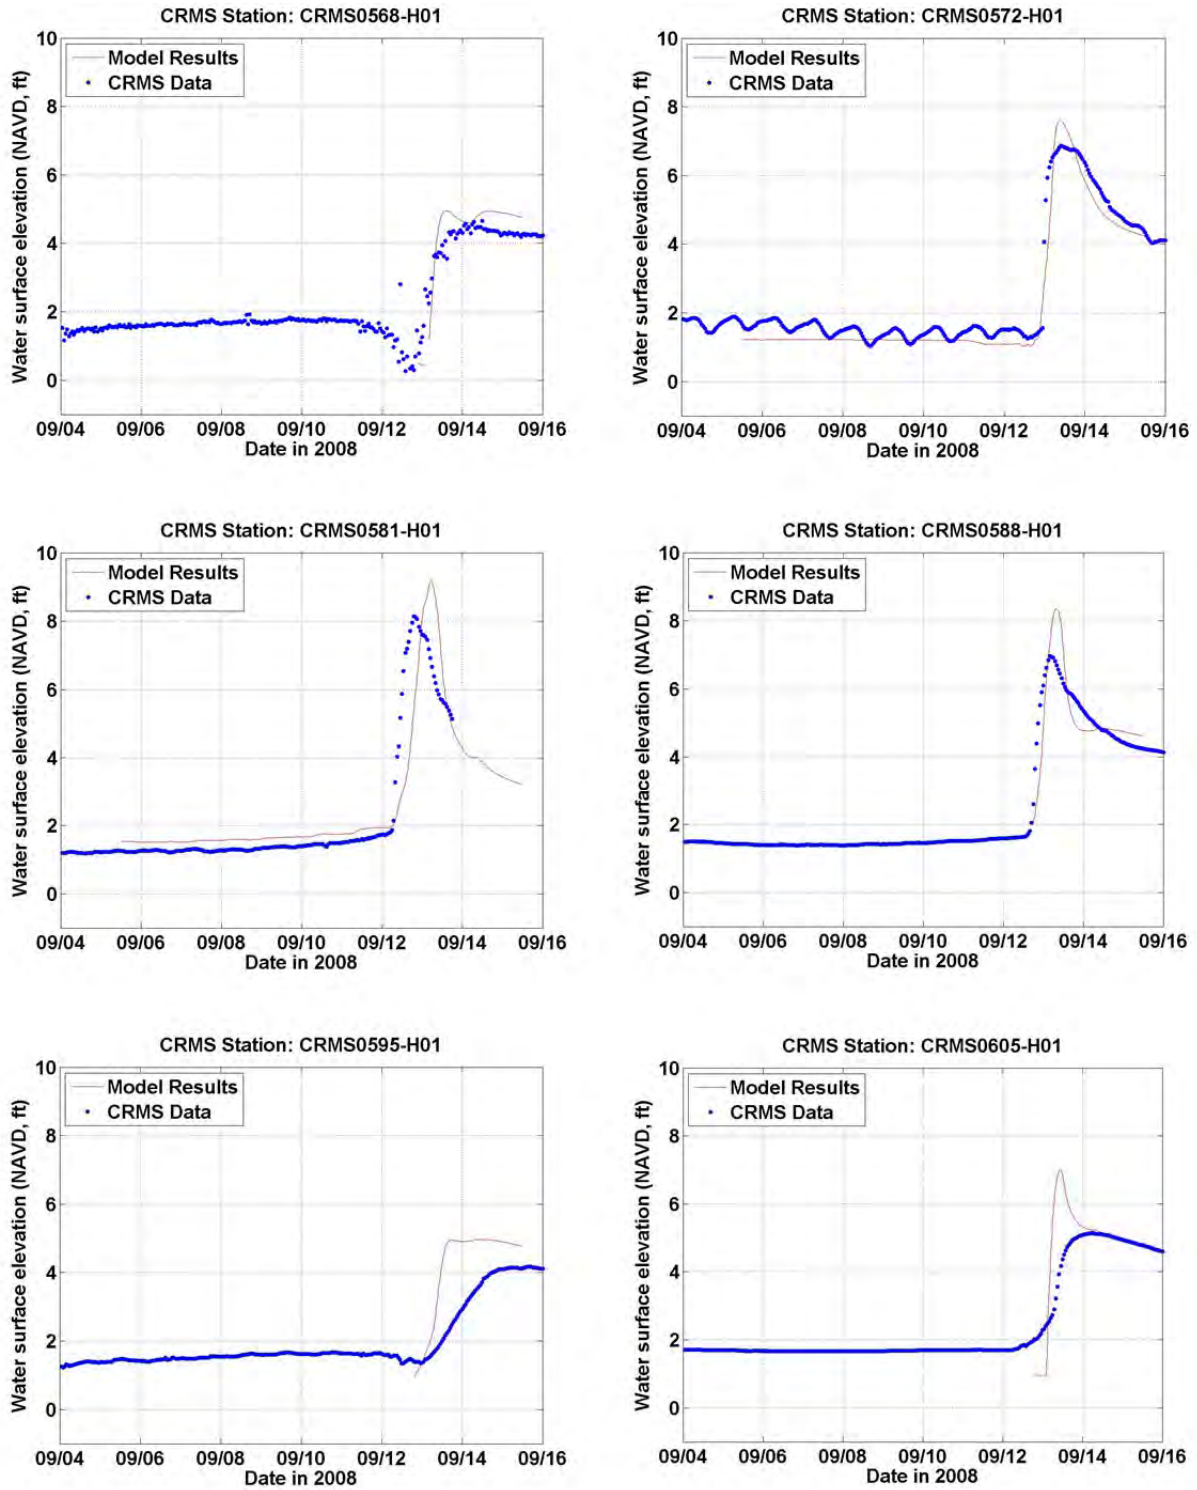 CRMS Station: CRMS0568-H01
10
8
6
4
2
0
Water surface elevation (NAVD, ft)
Model Results
CRMS Data
09/04 09/06 09/08 09/10 09/12 09/14 09/16
Date in 2008
CRMS Station: CRMS0572-H01
10
8
6
4
2
0
Water surface elevation (NAVD, ft)
Model Results
CRMS Data
09/04 09/06 09/08 09/10 09/12 09/14 09/16
Date in 2008
CRMS Station: CRMS0581-H01
10
8
6
4
2
0
Water surface elevation (NAVD, ft)
Model Results
CRMS Data
09/04 09/06 09/08 09/10 09/12 09/14 09/16
Date in 2008
CRMS Station: CRMS0588-H01
10
8
6
4
2
0
Water surface elevation (NAVD, ft)
Model Results
CRMS Data
09/04 09/06 09/08 09/10 09/12 09/14 09/16
Date in 2008
CRMS Station: CRMS0595-H01
10
8
6
4
2
0
Water surface elevation (NAVD, ft)
Model Results
CRMS Data
09/04 09/06 09/08 09/10 09/12 09/14 09/16
Date in 2008
CRMS Station: CRMS0605-H01
10
8
6
4
2
0
Water surface elevation (NAVD, ft)
Model Results
CRMS Data
09/04 09/06 09/08 09/10 09/12 09/14 09/16
Date in 2008